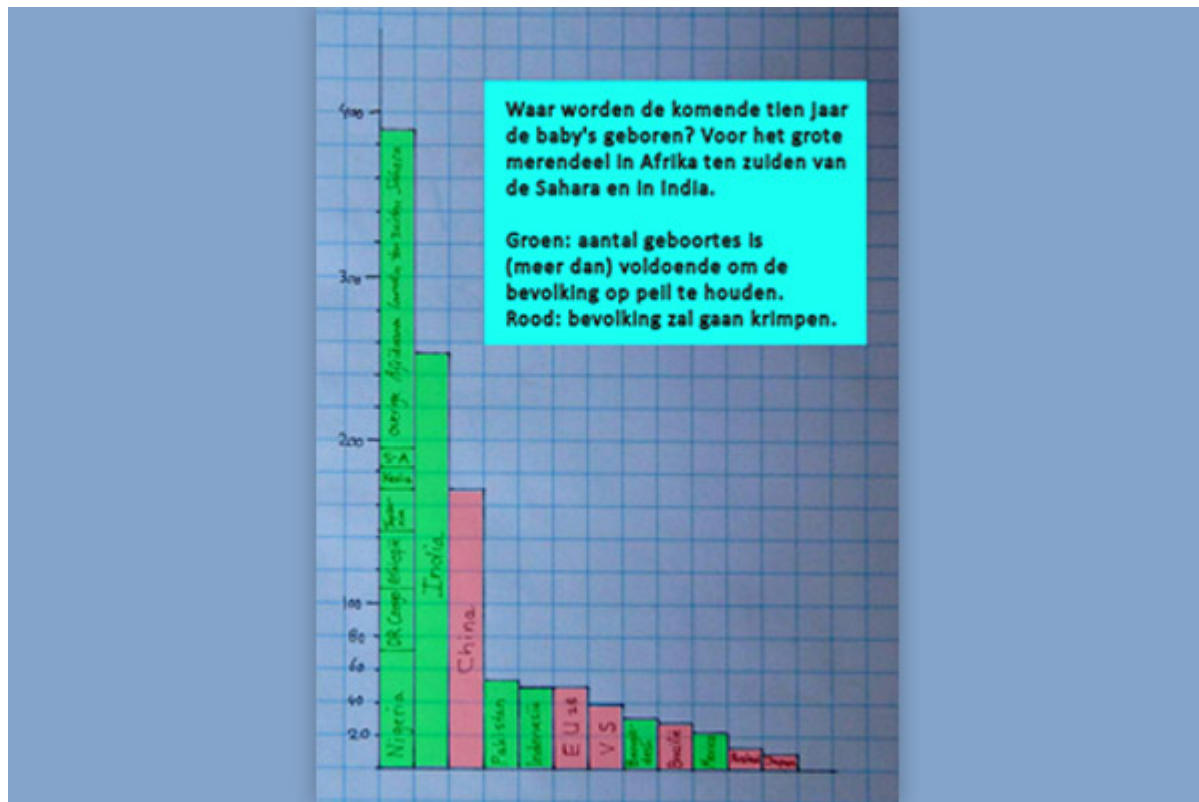 400
Waar worden de komende tien jaar
de baby's geboren? Voor het grote
merendeel in Afrika ten zuiden van
de Sahara en in India.
Groen: aantal geboortes is
(meer dan) voldoende om de
bevolking op peil te houden.
Rood: bevolking zal gaan krimpen.
300
200
100
80
60
40
20
Overige Afrikaanse landen ten zuiden Sahara
Z-A
Kenia
Ethiopië
DR Congo
Nigeria
India
China
Pakistan
Indonesië
EU 28
VS
Brazilië
Mexico
Japan